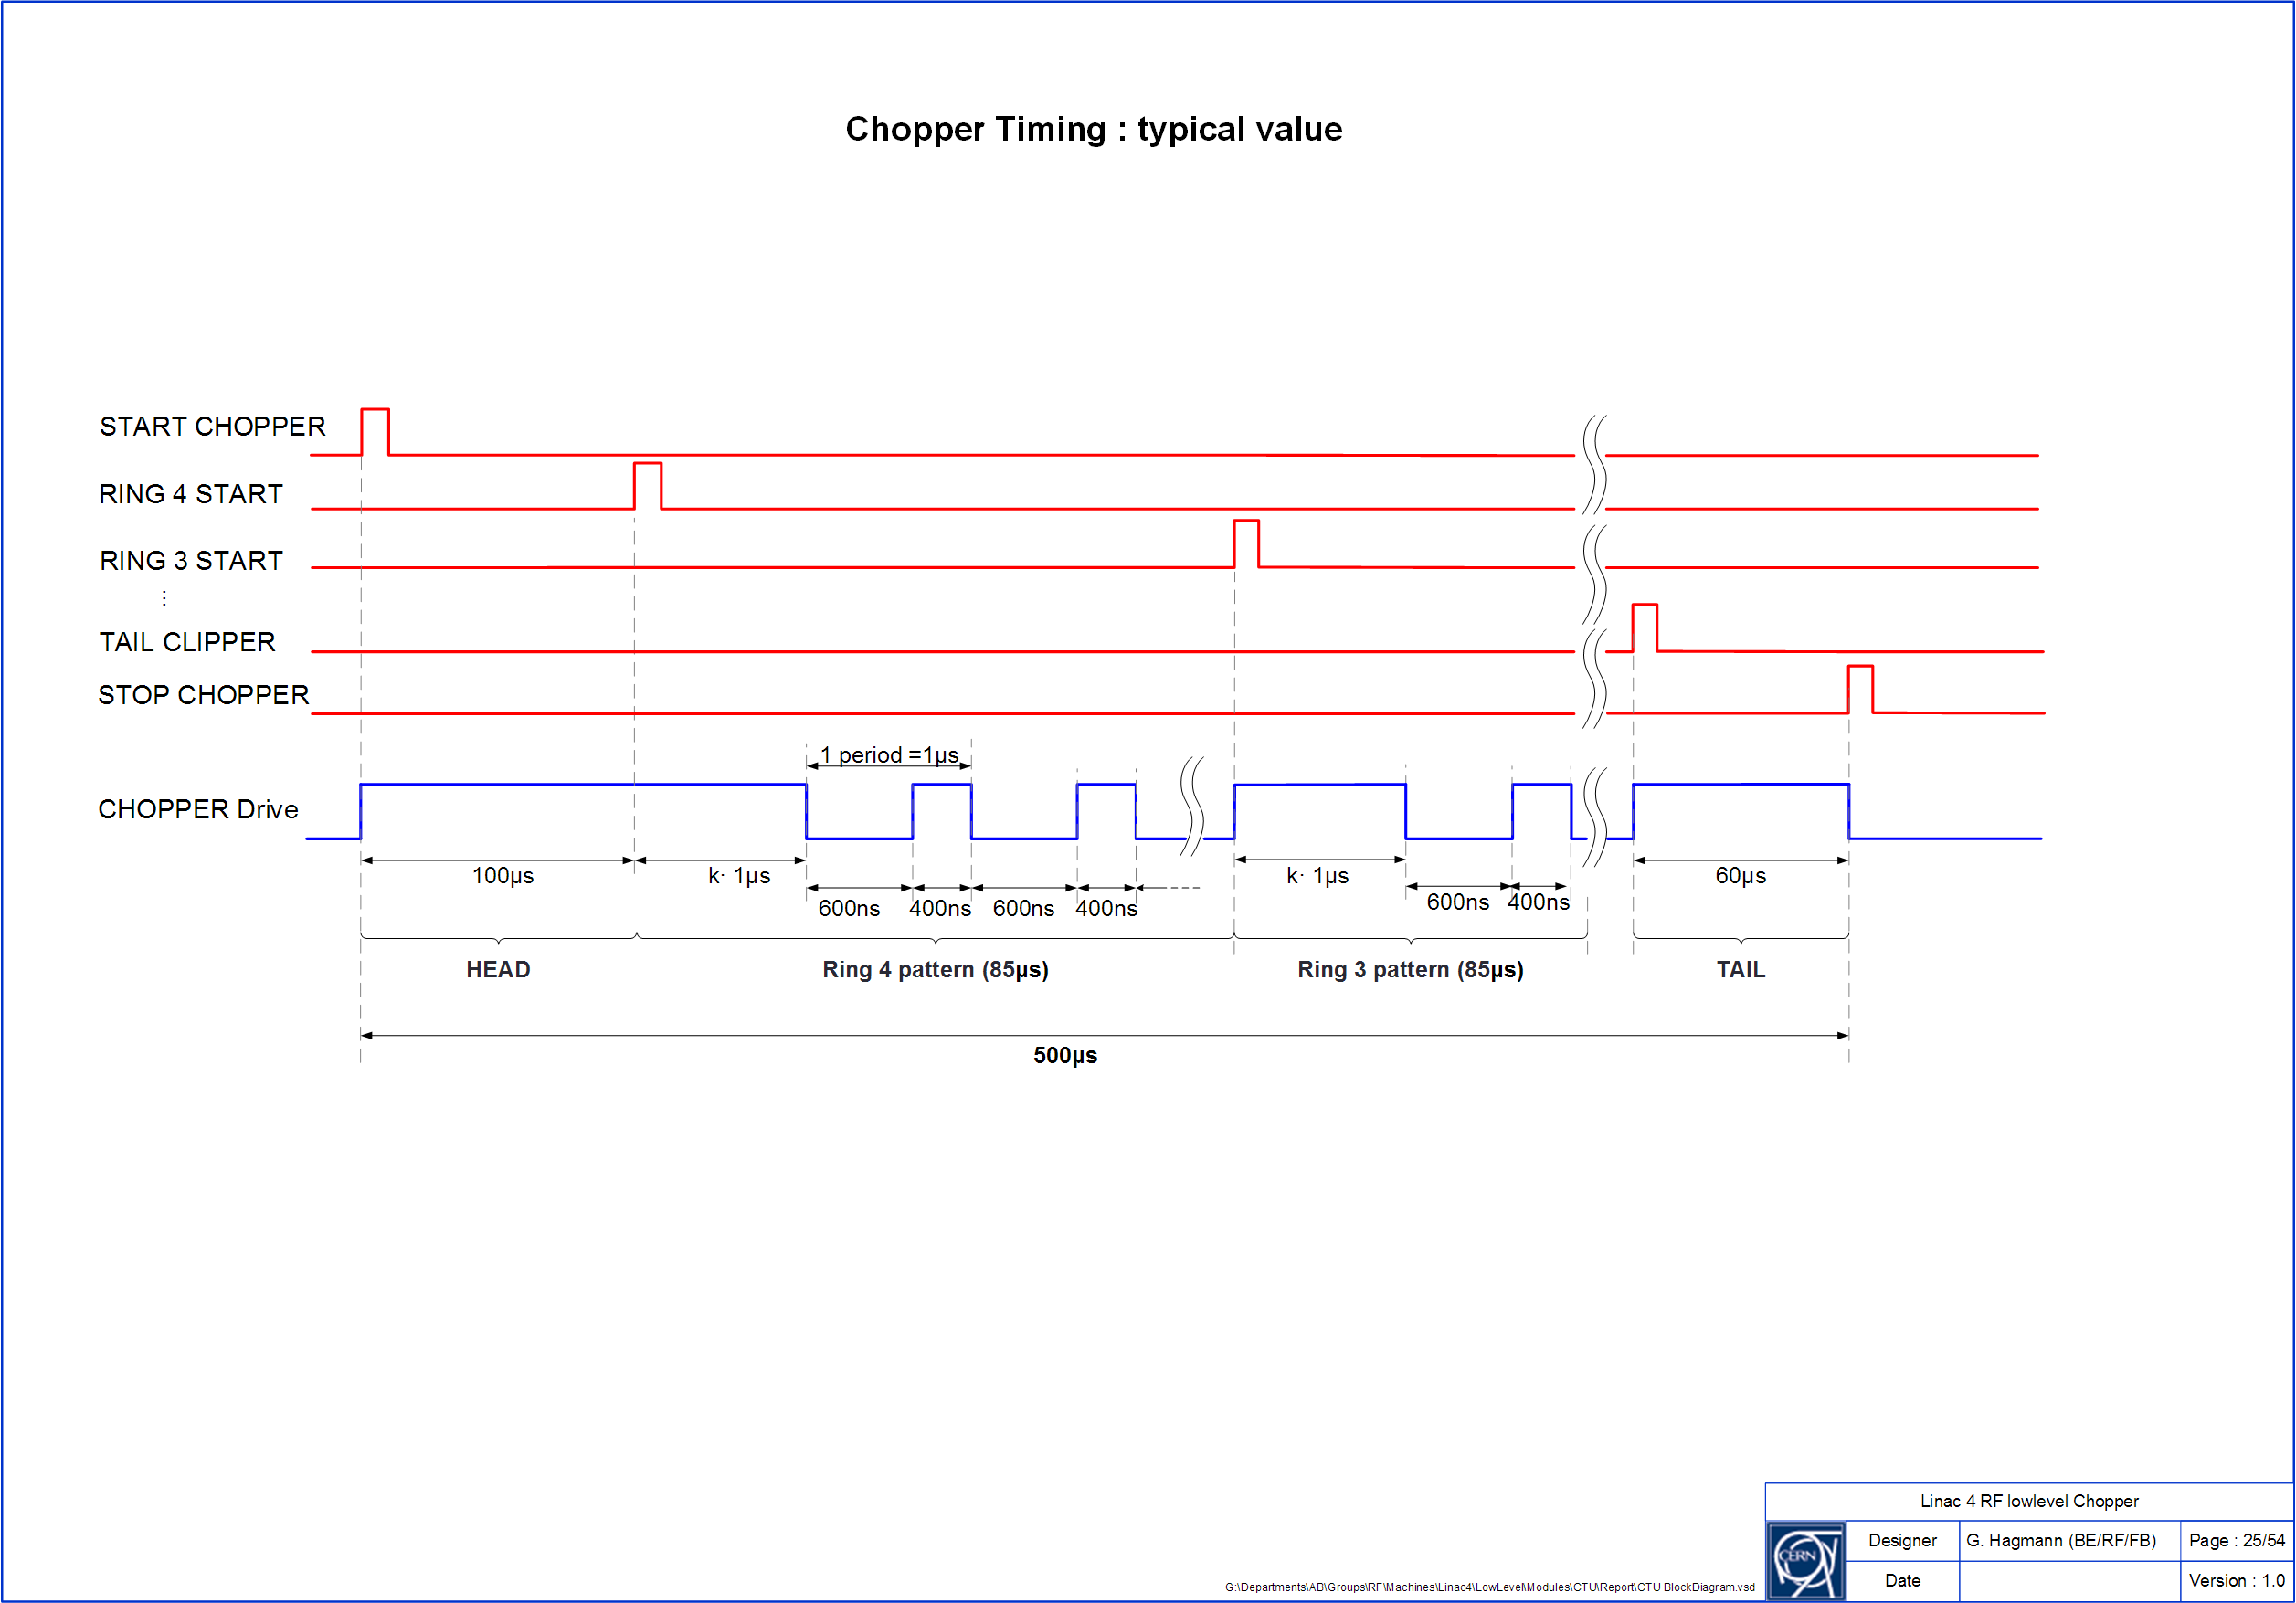 Chopper Timing : typical value
START CHOPPER
RING 4 START
RING 3 START
⋮
TAIL CLIPPER
STOP CHOPPER
1 period =1µs
CHOPPER Drive
100µs
k· 1µs
k· 1µs
60µs
600ns
400ns
600ns
400ns
600ns
400ns
HEAD
Ring 4 pattern (85µs)
Ring 3 pattern (85µs)
TAIL
500µs
Linac 4 RF lowlevel Chopper
CERN
Designer
G. Hagmann (BE/RF/FB)
Page : 25/54
Date
Version : 1.0
G:\Departments\AB\Groups\RF\Machines\Linac4\LowLevel\Modules\CTU\Report\CTU BlockDiagram.vsd